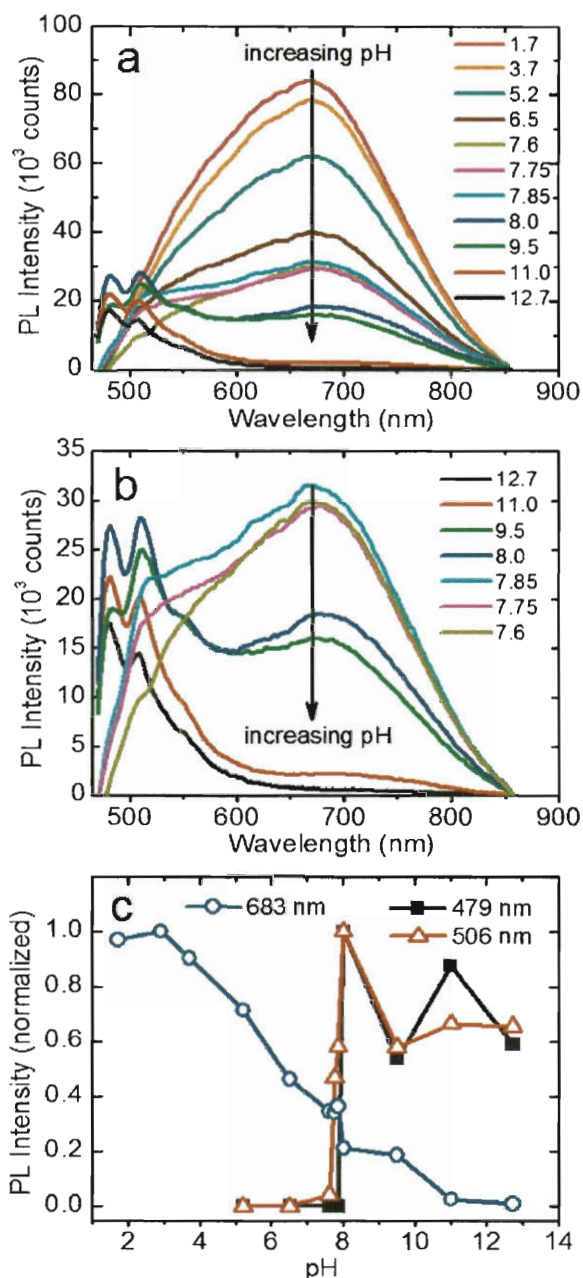 a
increasing pH
1.7
3.7
5.2
6.5
7.6
7.75
7.85
8.0
9.5
11.0
12.7
PL Intensity (10³ counts)
100
80
60
40
20
0
500 600 700 800 900
Wavelength (nm)
b
12.7
11.0
9.5
8.0
7.85
7.75
7.6
increasing pH
PL Intensity (10³ counts)
35
30
25
20
15
10
5
0
500 600 700 800 900
Wavelength (nm)
c
683 nm
479 nm
506 nm
PL Intensity (normalized)
1.0
0.8
0.6
0.4
0.2
0.0
2 4 6 8 10 12 14
pH